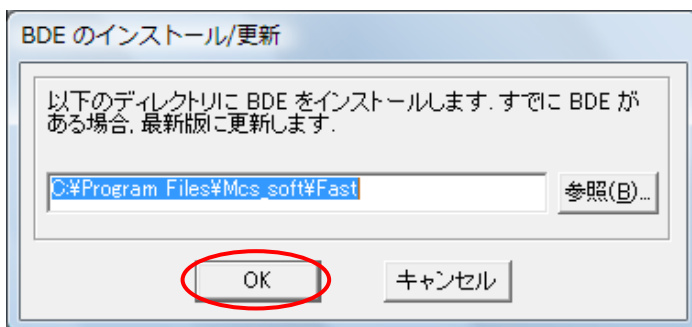 BDE のインストール/更新
以下のディレクトリに BDE をインストールします. すでに BDE が
ある場合, 最新版に更新します.
C:¥Program Files¥Mcs_soft¥Fast
参照(B)...
OK
キャンセル